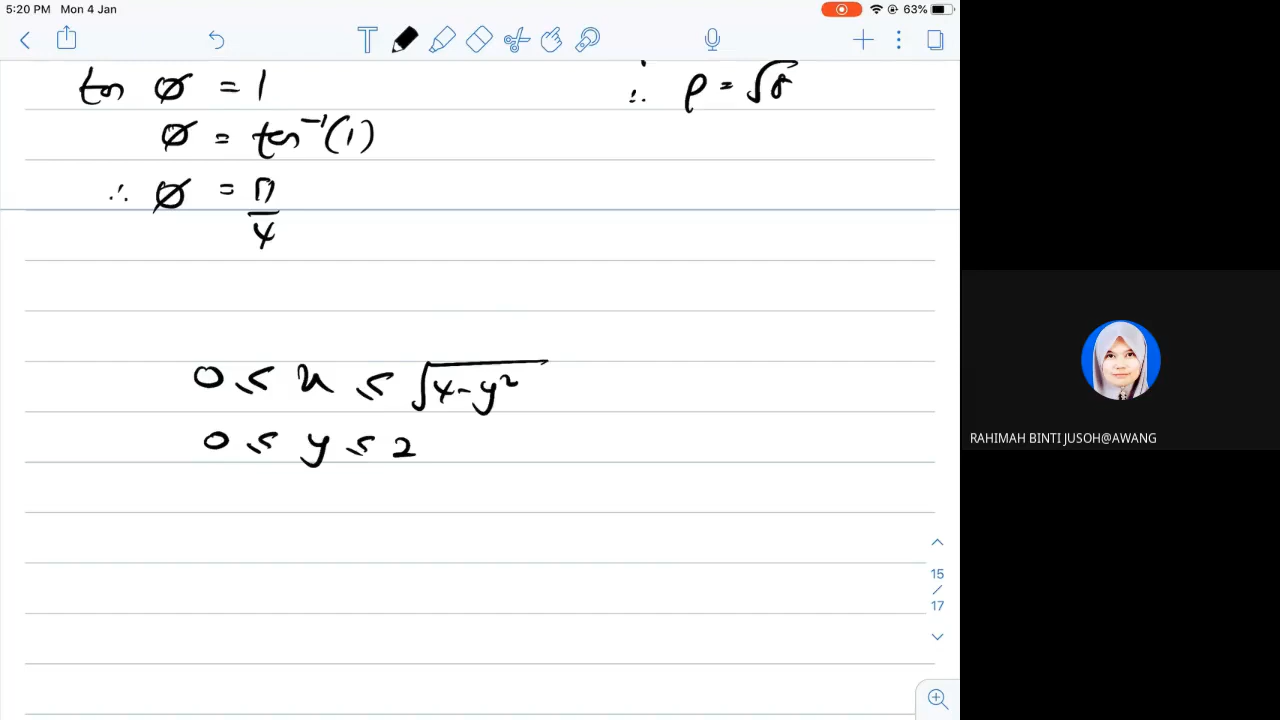 5:20 PM Mon 4 Jan
63%
T
tan ø = 1
∴ ρ = √8
ø = tan⁻¹(1)
∴ ø = π/4
0 ≤ x ≤ √4-y²
0 ≤ y ≤ 2
RAHIMAH BINTI JUSOH@AWANG
15
/
17